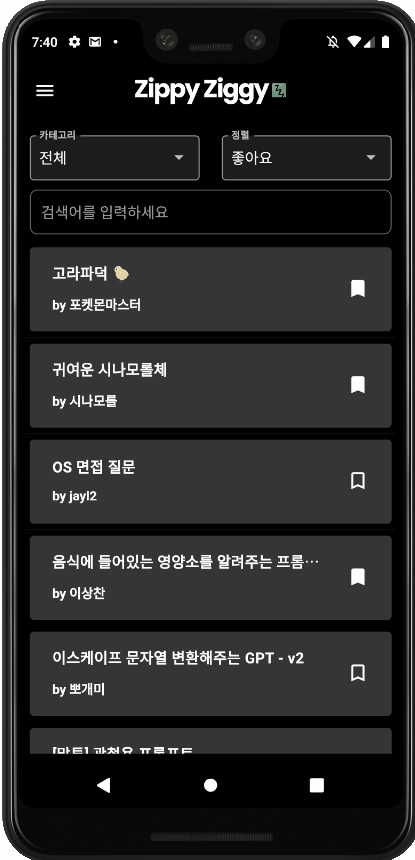 7:40
Zippy Ziggy
카테고리
정렬
전체
좋아요
검색어를 입력하세요
고라파덕
by 포켓몬마스터
귀여운 시나모롤체
by 시나모롤
OS 면접 질문
by jayl2
음식에 들어있는 영양소를 알려주는 프롬…
by 이상찬
이스케이프 문자열 변환해주는 GPT - v2
by 뽀개미